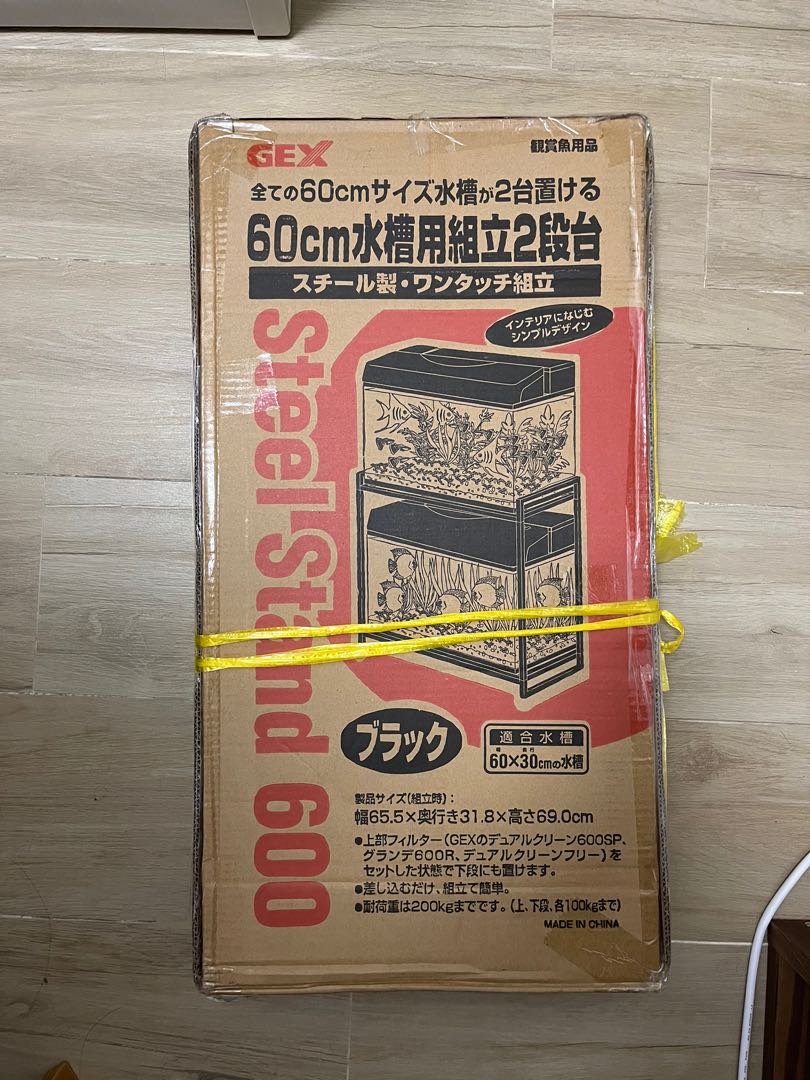 GEX
観賞魚用品
全ての60cmサイズ水槽が2台置ける
60cm水槽用組立2段台
スチール製・ワンタッチ組立
インテリアになじむ
シンプルデザイン
Steel Stand 600
ブラック
適合水槽
幅 奥行
60×30cmの水槽
製品サイズ(組立時):
幅65.5×奥行き31.8×高さ69.0cm
●上部フィルター(GEXのデュアルクリーン600SP、
グランデ600R、デュアルクリーンフリー)を
セットした状態で下段にも置けます。
●差し込むだけ、組立て簡単。
●耐荷重は200kgまでです。(上、下段、各100kgまで)
MADE IN CHINA